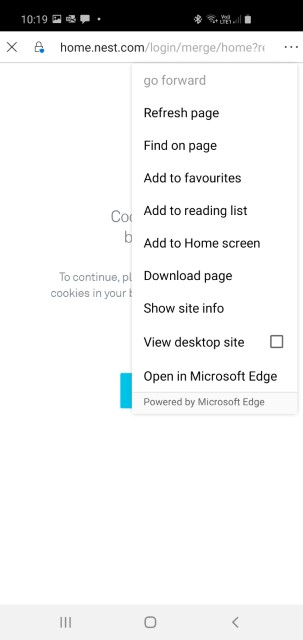 10:19
VoI)
LTE1
home.nest.com/login/merge/home?re
go forward
Refresh page
Find on page
Add to favourites
Add to reading list
Add to Home screen
Download page
Show site info
View desktop site
Open in Microsoft Edge
Powered by Microsoft Edge
Coo
b
To continue, pl
cookies in your b